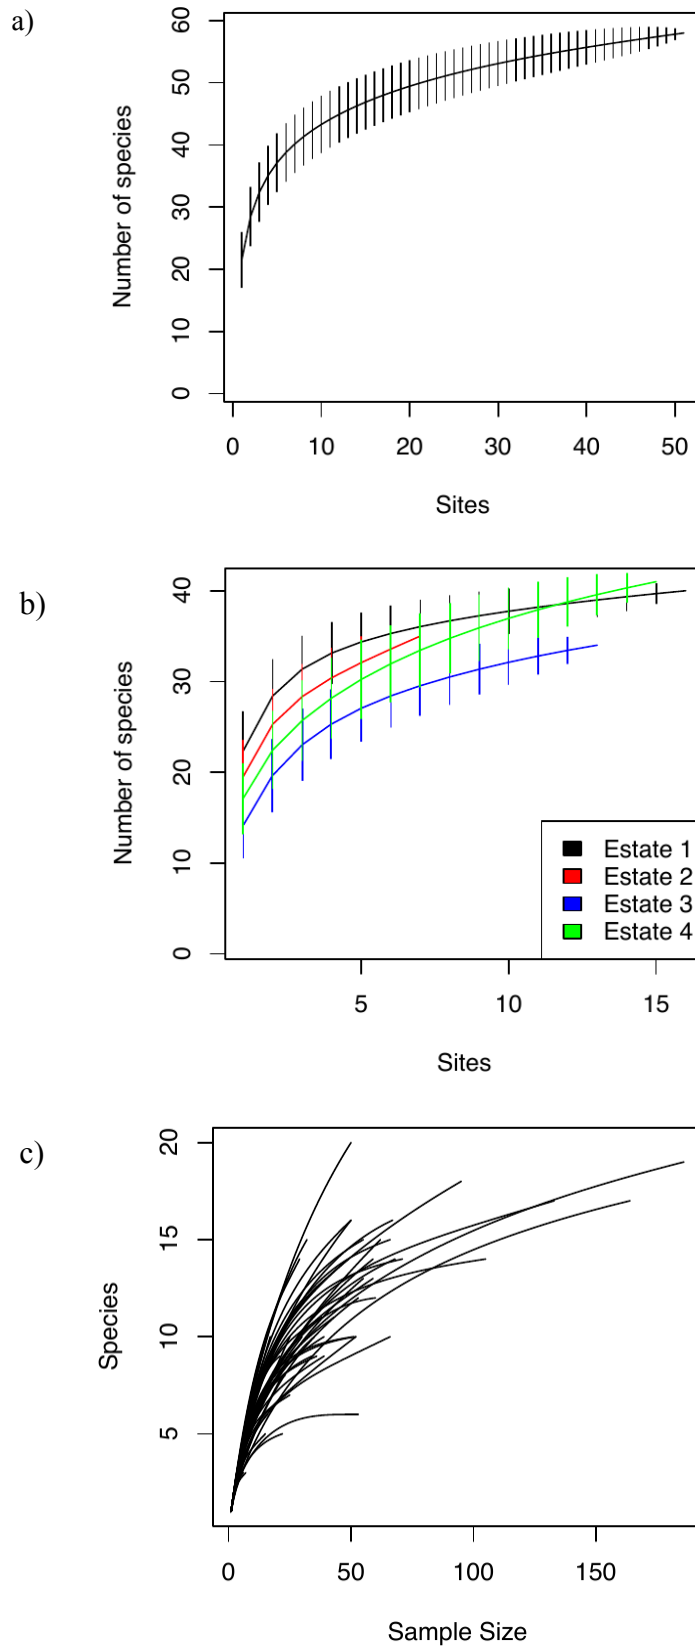 a)
60
50
40
30
20
10
0
Number of species
0 10 20 30 40 50
Sites
b)
40
30
20
10
0
Number of species
Estate 1
Estate 2
Estate 3
Estate 4
5 10 15
Sites
c)
20
15
10
5
Species
0 50 100 150
Sample Size